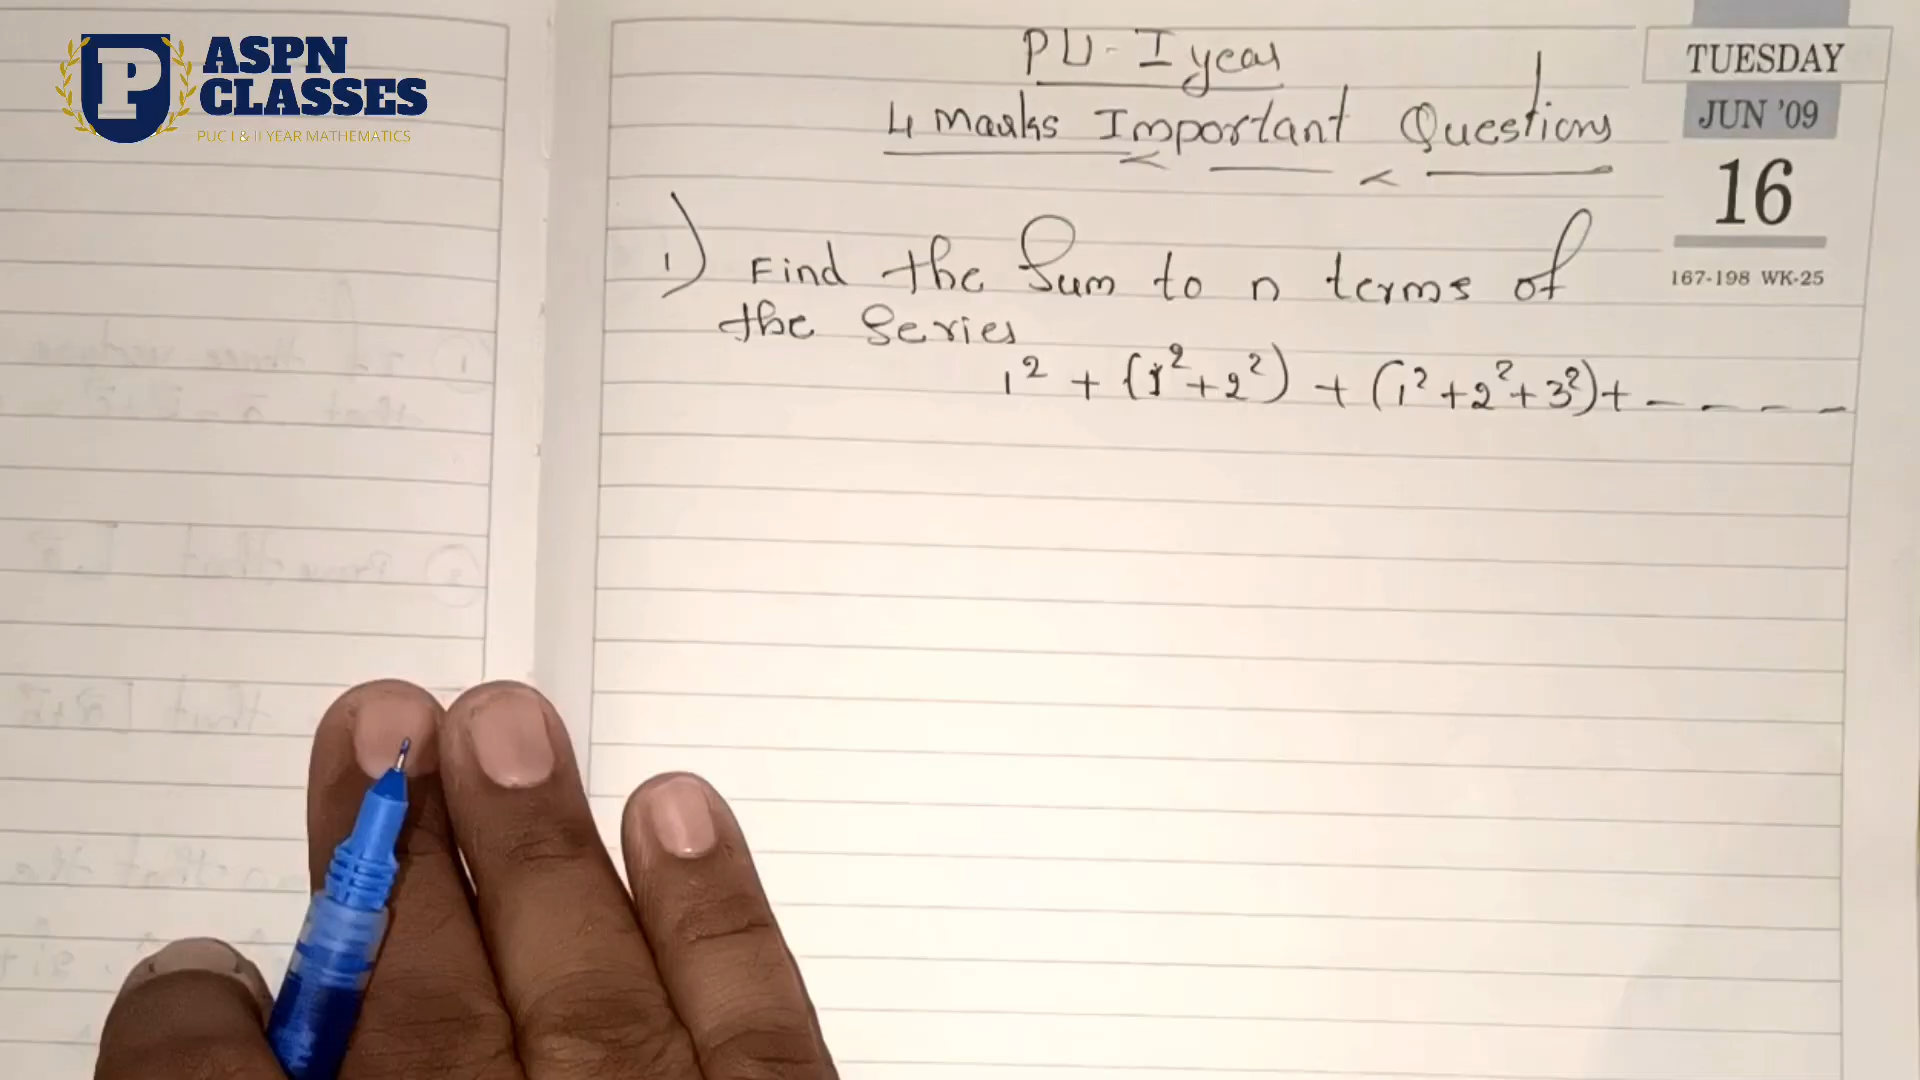 ASPN
CLASSES
PUC I & II YEAR MATHEMATICS
PU - I year
4 marks Important Questions
TUESDAY
JUN '09
16
167-198 WK-25
1) Find the Sum to n terms of
the Series
1² + (1² + 2²) + (1² + 2² + 3²) + - - - -